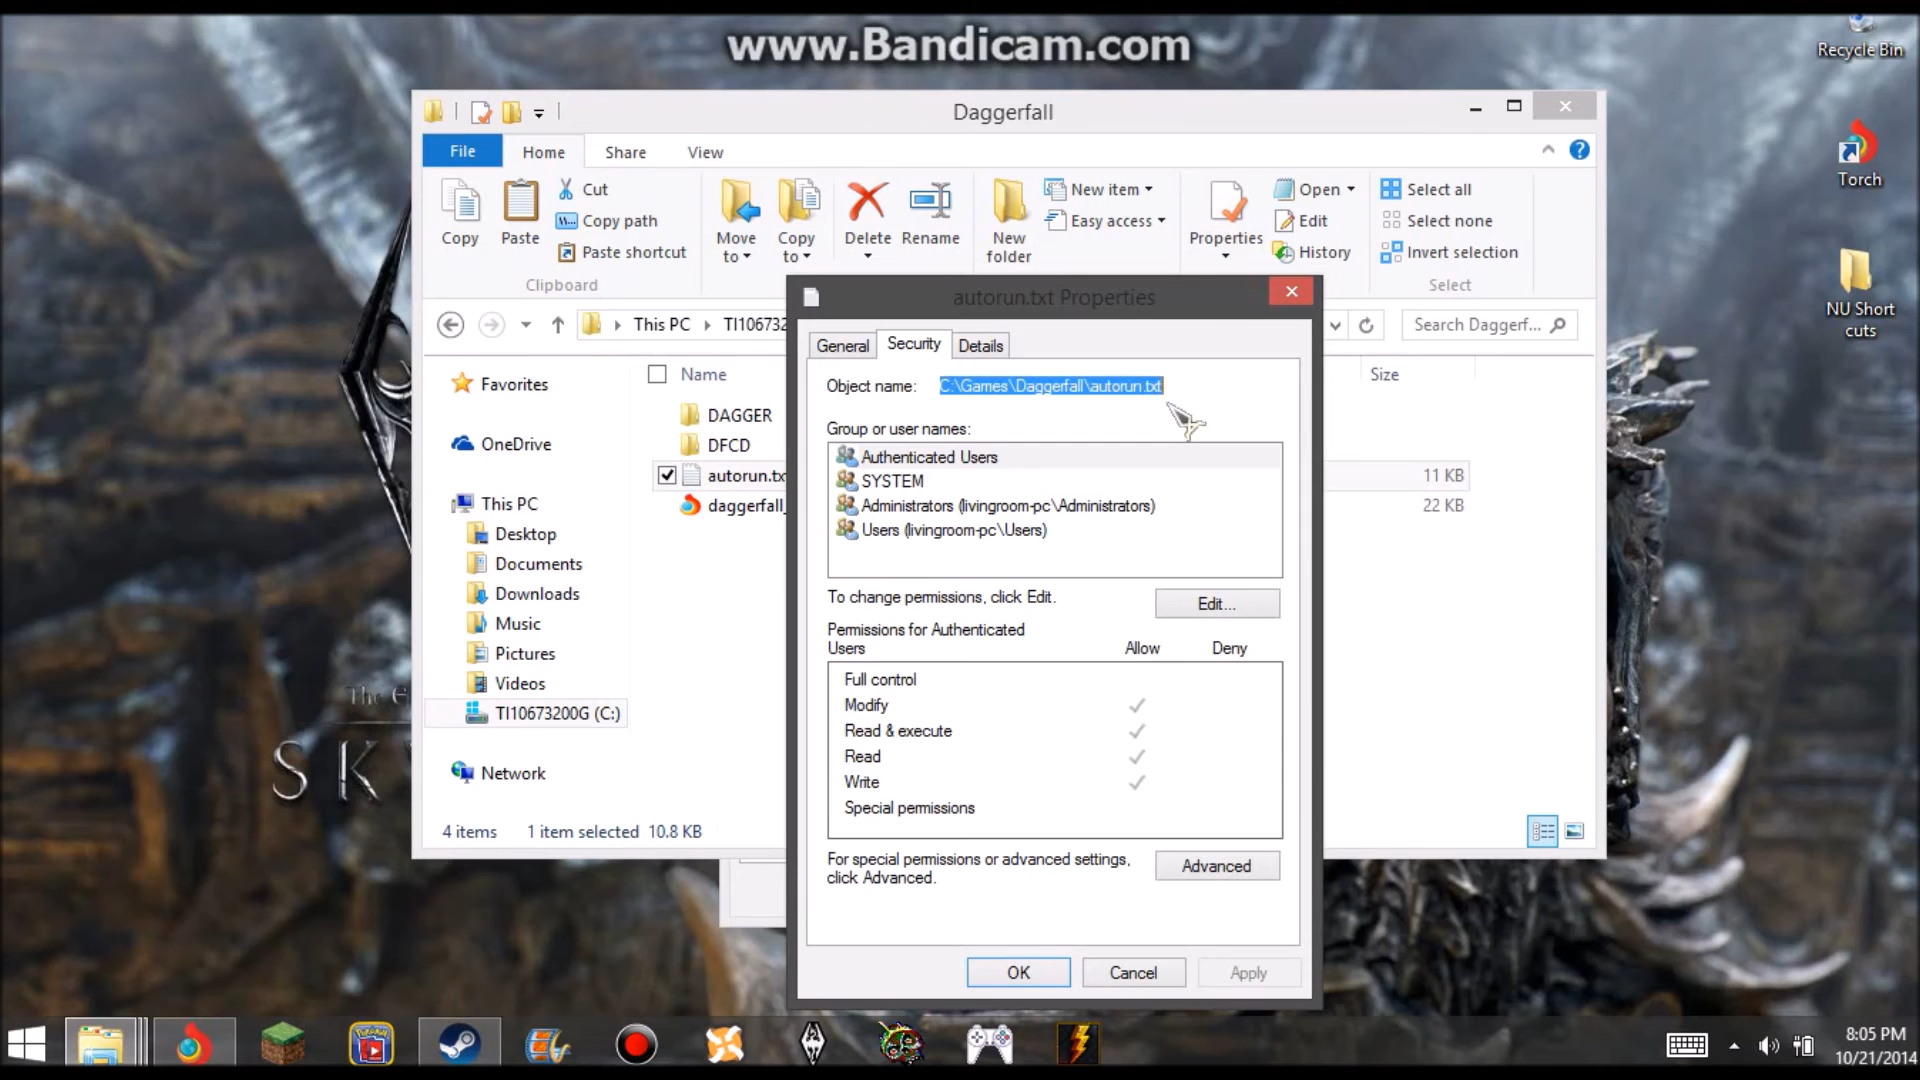 www.Bandicam.com
Recycle Bin
Daggerfall
File Home Share View
Cut
Copy path
Paste shortcut
Copy Paste
Move to
Copy to
Delete Rename
New folder
New item
Easy access
Properties
Open
Edit
History
Select all
Select none
Invert selection
Clipboard
Select
Torch
NU Short cuts
This PC TI106732
Search Daggerf...
autorun.txt Properties
General Security Details
Object name: C:\Games\Daggerfall\autorun.txt
Group or user names:
Authenticated Users
SYSTEM
Administrators (livingroom-pc\Administrators)
Users (livingroom-pc\Users)
To change permissions, click Edit.
Edit...
Permissions for Authenticated Users
Allow Deny
Full control
Modify
Read & execute
Read
Write
Special permissions
For special permissions or advanced settings,
click Advanced.
Advanced
OK Cancel Apply
Favorites
OneDrive
This PC
Desktop
Documents
Downloads
Music
Pictures
Videos
TI10673200G (C:)
Network
Name
Size
DAGGER
DFCD
autorun.tx
11 KB
daggerfall_
22 KB
4 items 1 item selected 10.8 KB
8:05 PM
10/21/2014